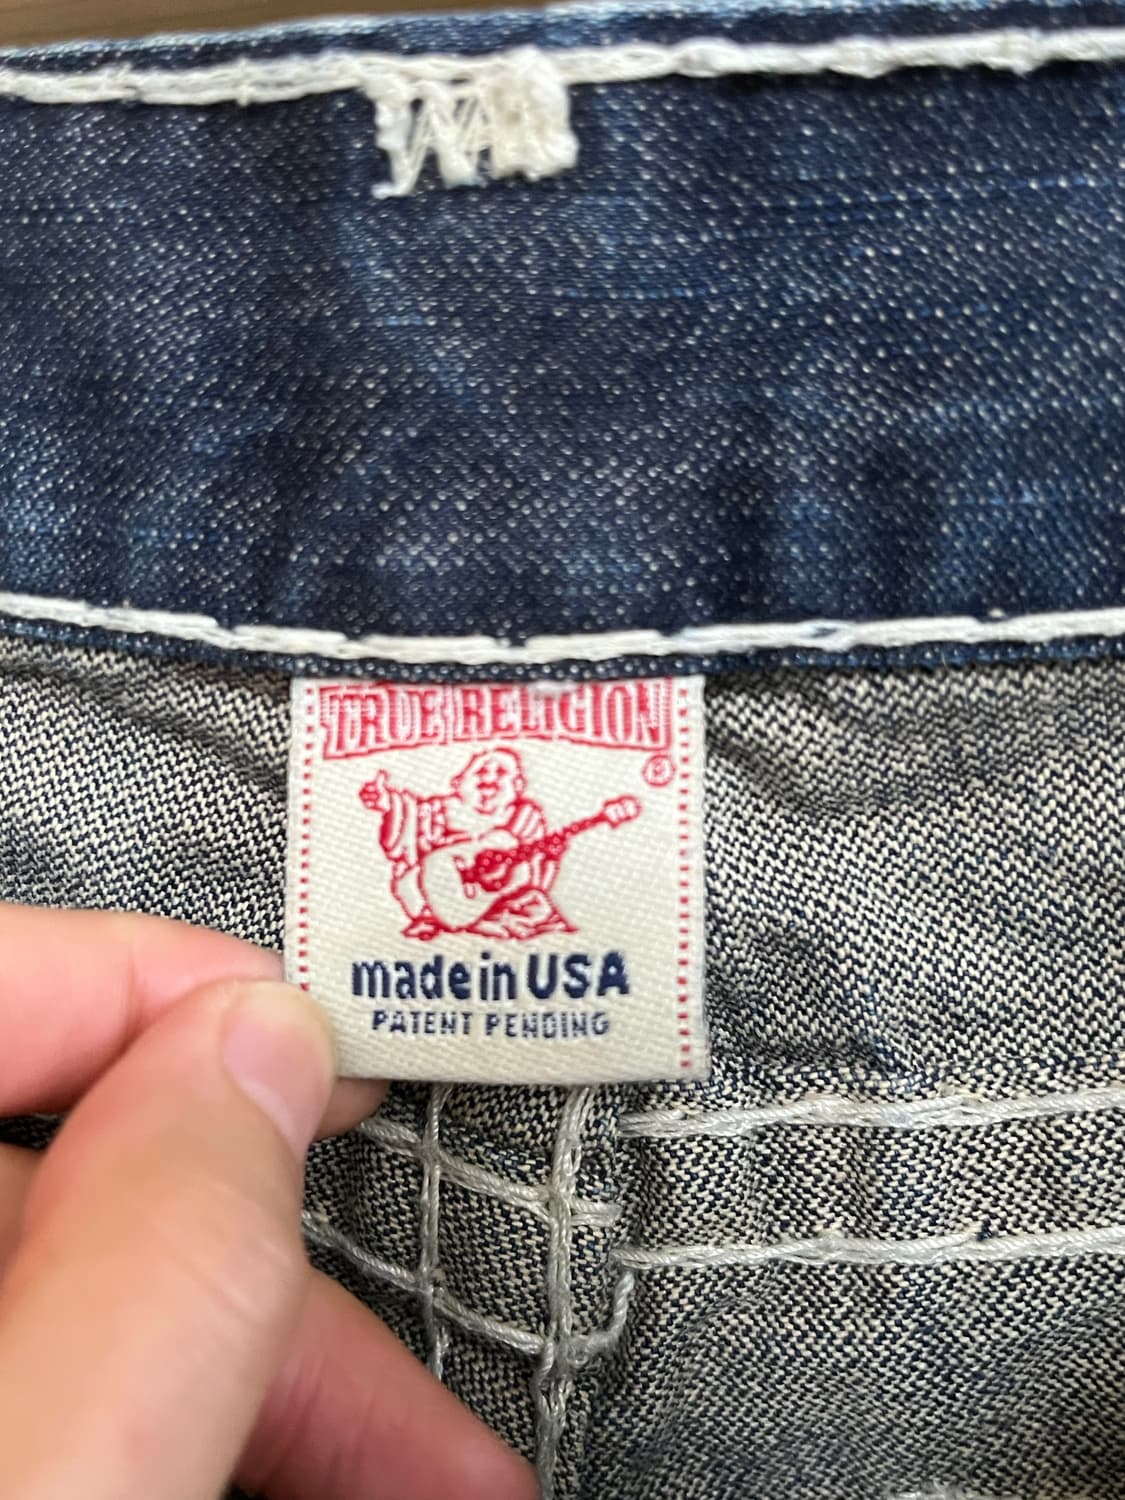 TRUE RELIGION
®
made in USA
PATENT PENDING